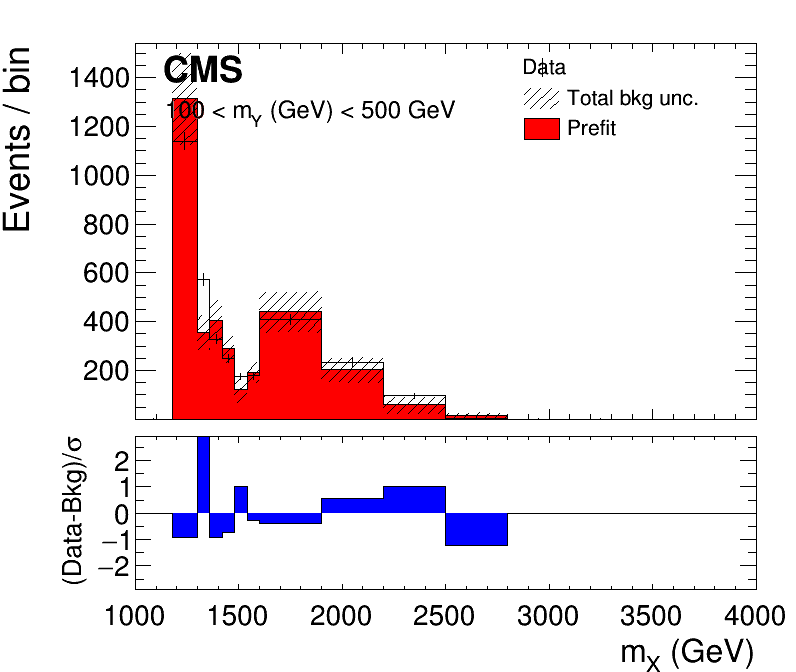 CMS
100 < mY (GeV) < 500 GeV
Data
Total bkg unc.
Prefit
Events / bin
1400
1200
1000
800
600
400
200
(Data-Bkg)/σ
2
1
0
−1
−2
1000 1500 2000 2500 3000 3500 4000
mX (GeV)